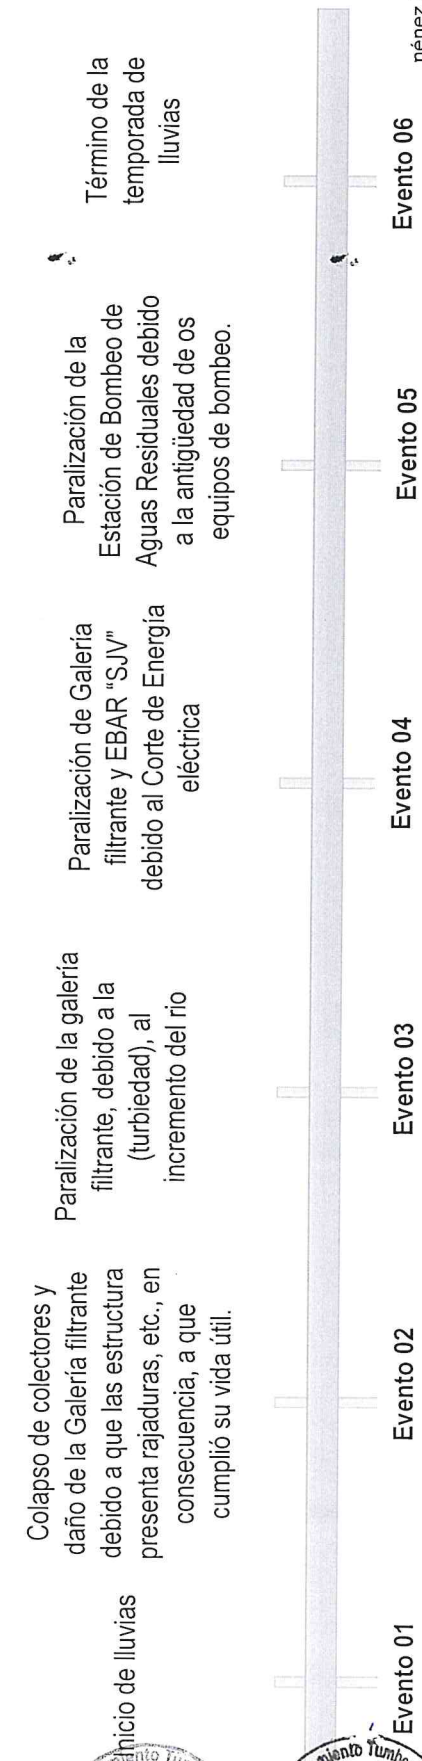 Inicio de lluvias
Colapso de colectores y
daño de la Galería filtrante
debido a que las estructura
presenta rajaduras, etc., en
consecuencia, a que
cumplió su vida útil.
Paralización de la galería
filtrante, debido a la
(turbiedad), al
incremento del rio
Paralización de Galería
filtrante y EBAR “SJV”
debido al Corte de Energía
eléctrica
Paralización de la
Estación de Bombeo de
Aguas Residuales debido
a la antigüedad de os
equipos de bombeo.
Término de la
temporada de
lluvias
Evento 01
Evento 02
Evento 03
Evento 04
Evento 05
Evento 06